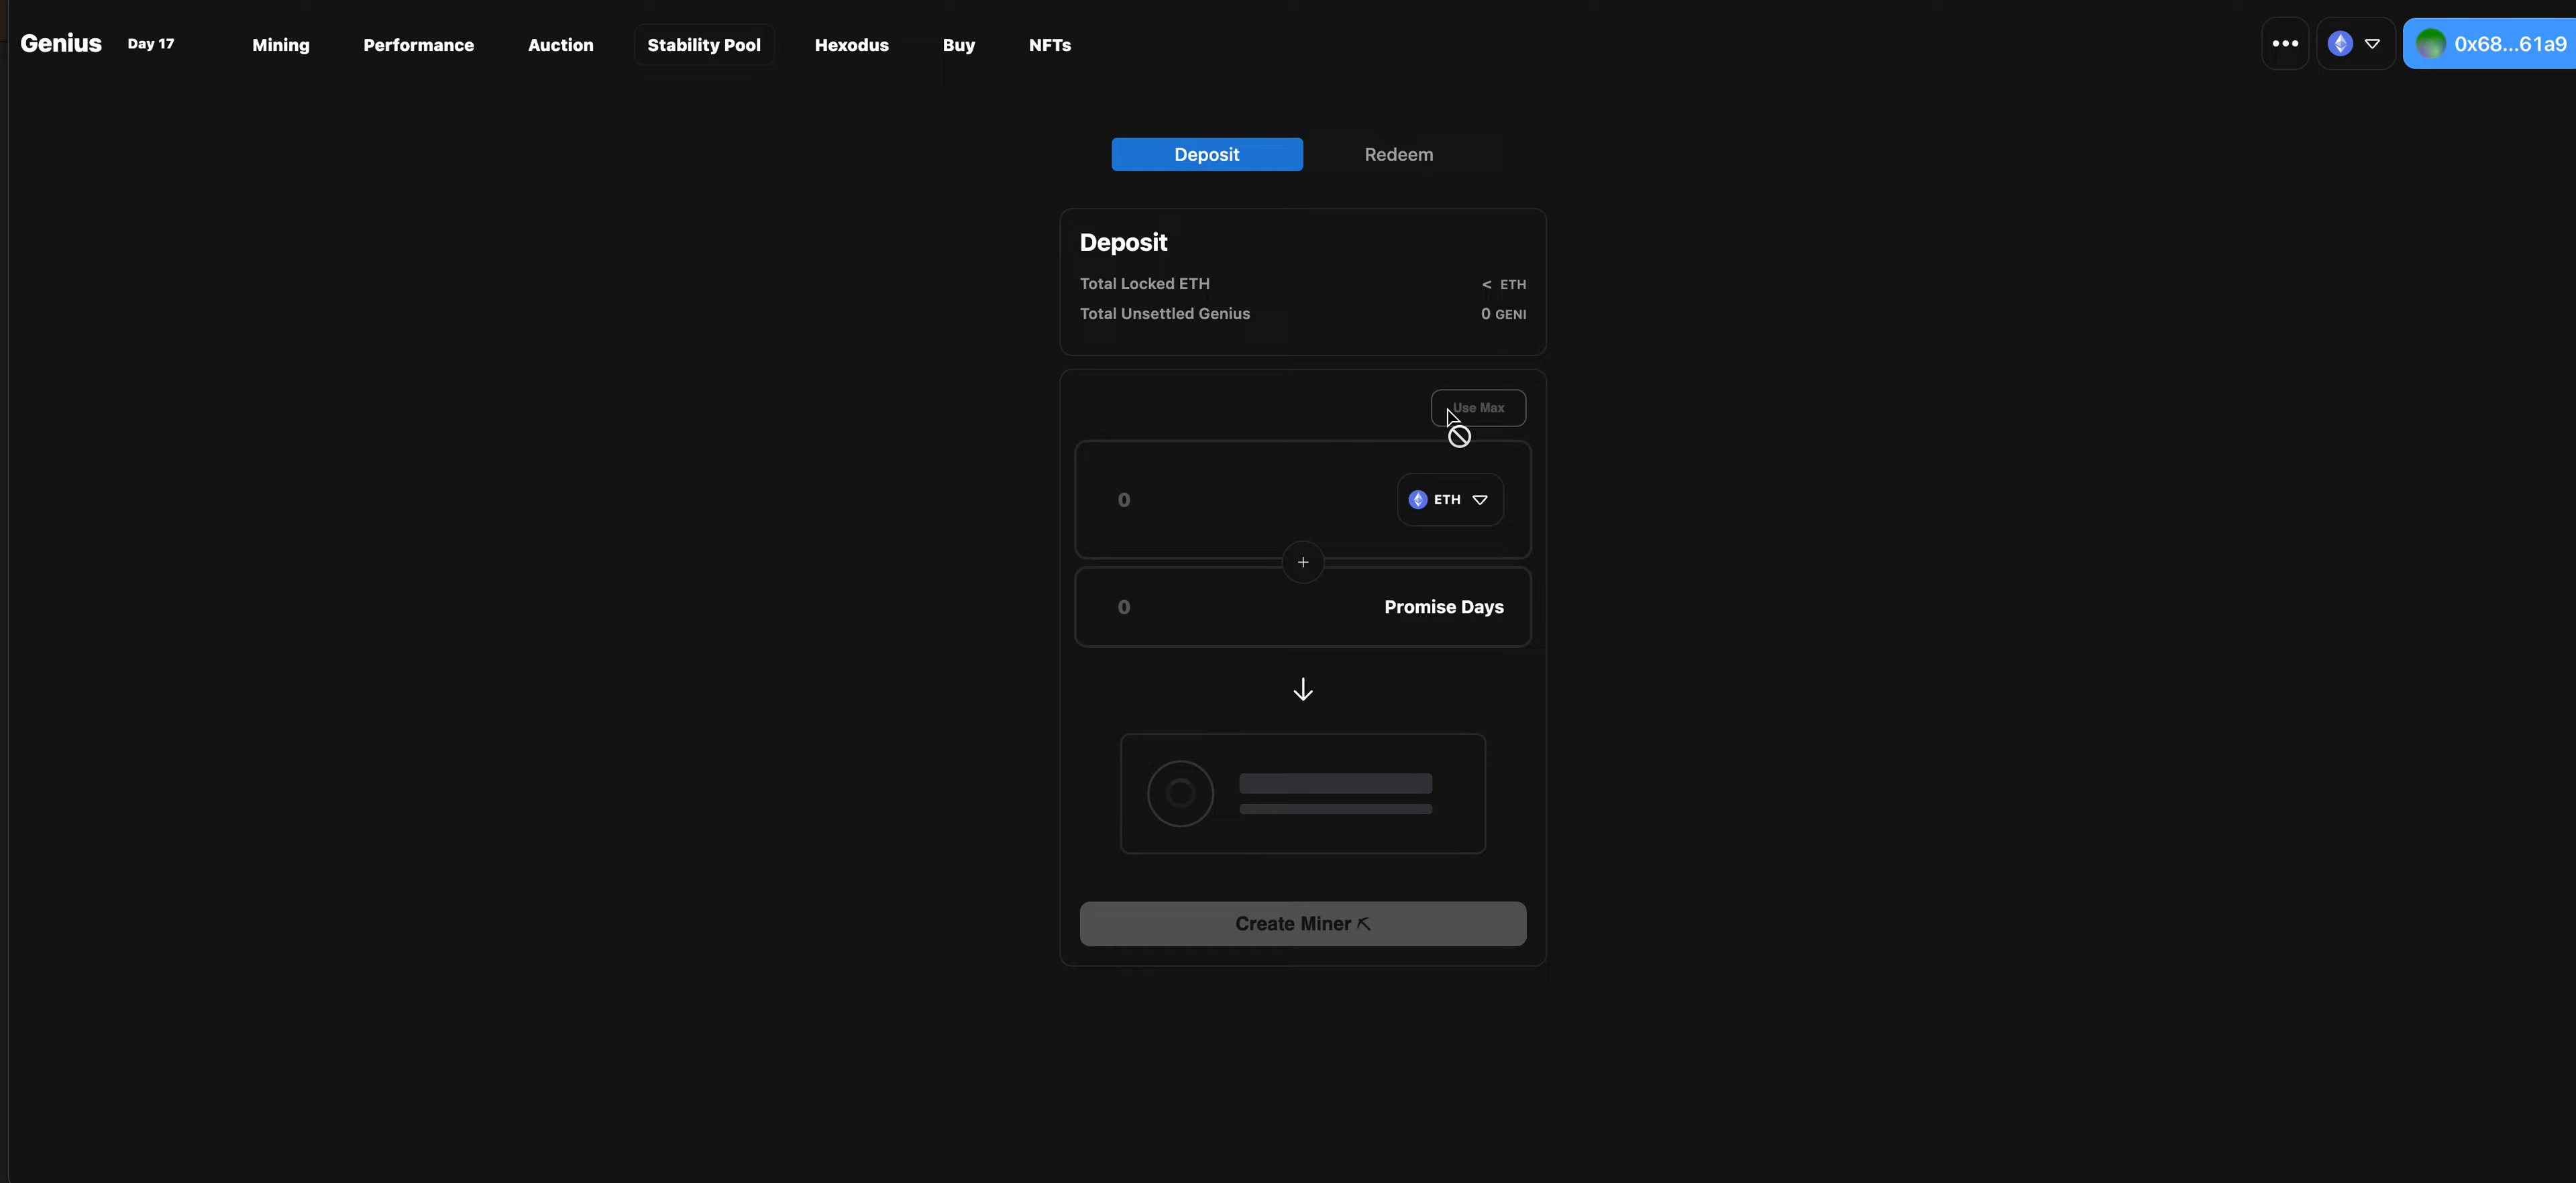 Genius Day 17 Mining Performance Auction Stability Pool Hexodus Buy NFTs ••• 0x68...61a9
Deposit Redeem
Deposit
Total Locked ETH < ETH
Total Unsettled Genius 0 GENI
Use Max
0 ETH
+
0 Promise Days
Create Miner